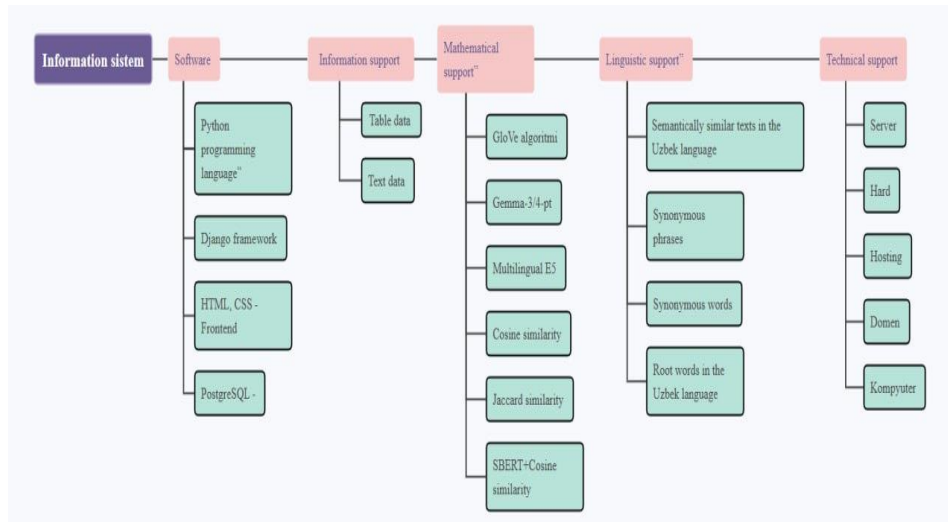 Information sistem
Software
Python
programming
language“
Django framework
HTML, CSS -
Frontend
PostgreSQL -
Information support
Table data
Text data
Mathematical
support“
GloVe algoritmi
Gemma-3/4-pt
Multilingual E5
Cosine similarity
Jaccard similarity
SBERT+Cosine
similarity
Linguistic support“
Semantically similar texts in the
Uzbek language
Synonymous
phrases
Synonymous words
Root words in the
Uzbek language
Technical support
Server
Hard
Hosting
Domen
Kompyuter